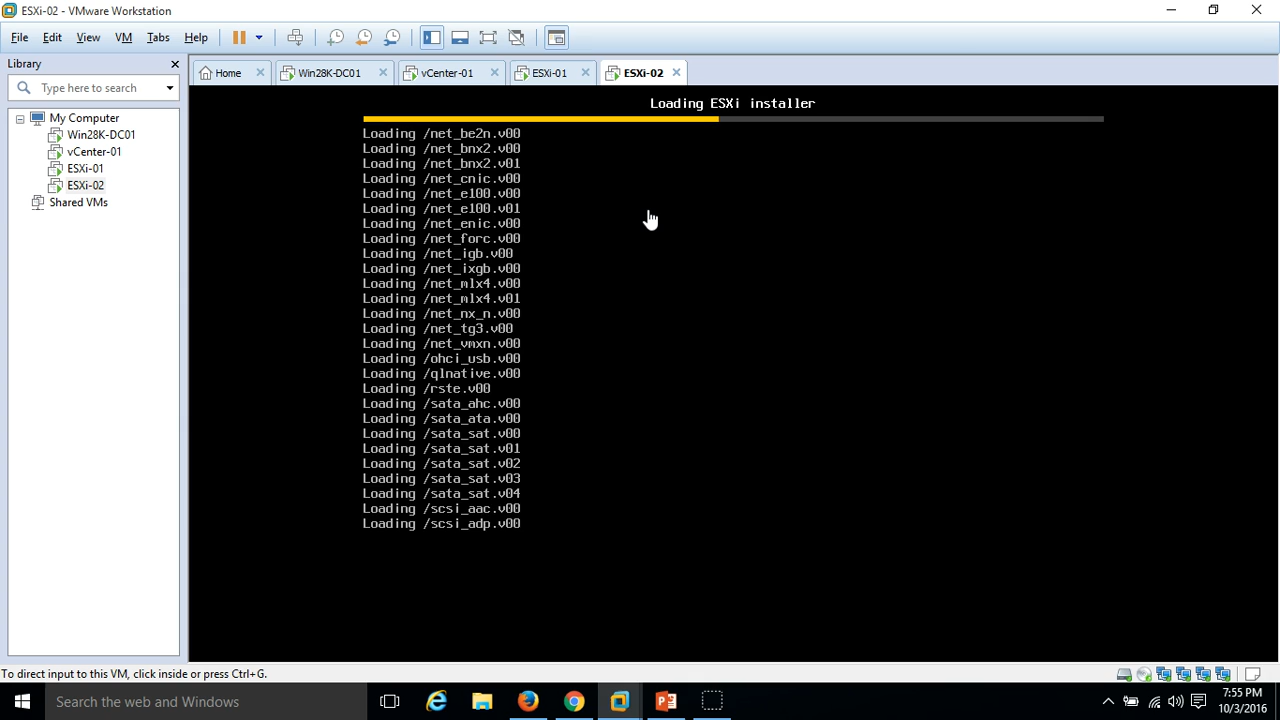 ESXi-02 - VMware Workstation
File Edit View VM Tabs Help
Library
Type here to search
My Computer
Win28K-DC01
vCenter-01
ESXi-01
ESXi-02
Shared VMs
Home Win28K-DC01 vCenter-01 ESXi-01 ESXi-02
Loading ESXi installer
Loading /net_be2n.v00
Loading /net_bnx2.v00
Loading /net_bnx2.v01
Loading /net_cnic.v00
Loading /net_e100.v00
Loading /net_e100.v01
Loading /net_enic.v00
Loading /net_forc.v00
Loading /net_igb.v00
Loading /net_ixgb.v00
Loading /net_mlx4.v00
Loading /net_mlx4.v01
Loading /net_nx_n.v00
Loading /net_tg3.v00
Loading /net_vmxn.v00
Loading /ohci_usb.v00
Loading /qlnative.v00
Loading /rste.v00
Loading /sata_ahc.v00
Loading /sata_ata.v00
Loading /sata_sat.v00
Loading /sata_sat.v01
Loading /sata_sat.v02
Loading /sata_sat.v03
Loading /sata_sat.v04
Loading /scsi_aac.v00
Loading /scsi_adp.v00
To direct input to this VM, click inside or press Ctrl+G.
Search the web and Windows
7:55 PM
10/3/2016